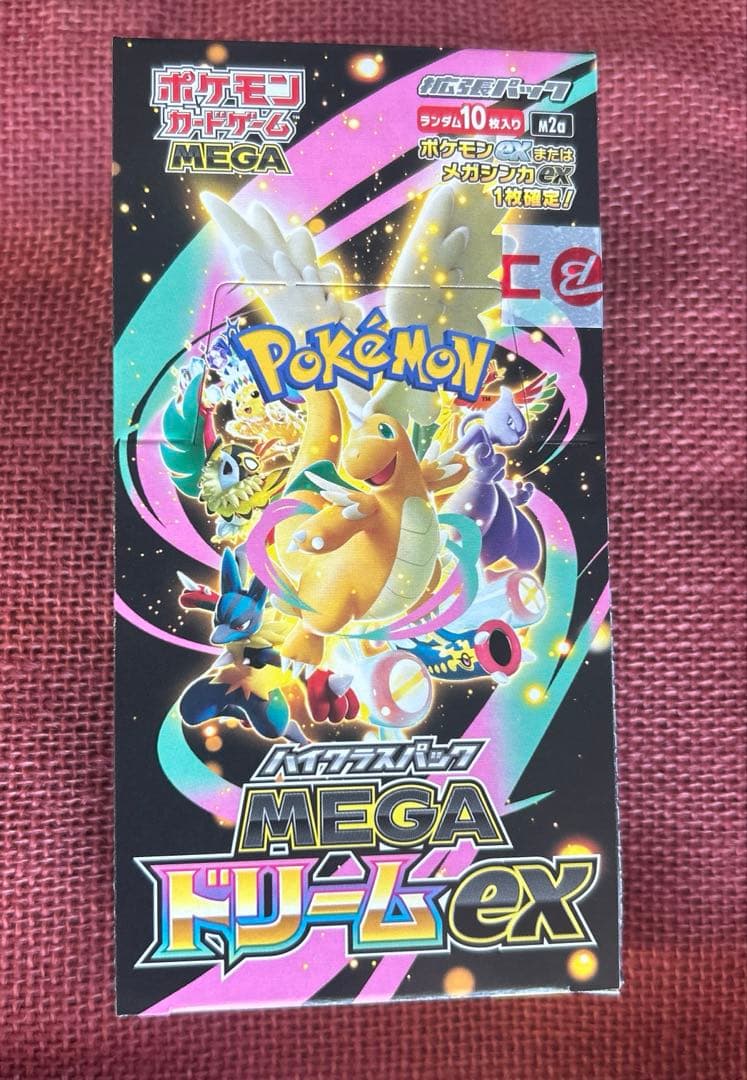 ポケモン
カードゲーム™
MEGA
拡張パック
ランダム10枚入り
M2a
ポケモンexまたは
メガシンカex
1枚確定!
POKéMON
TM
ハイクラスパック
MEGA
ドリームex